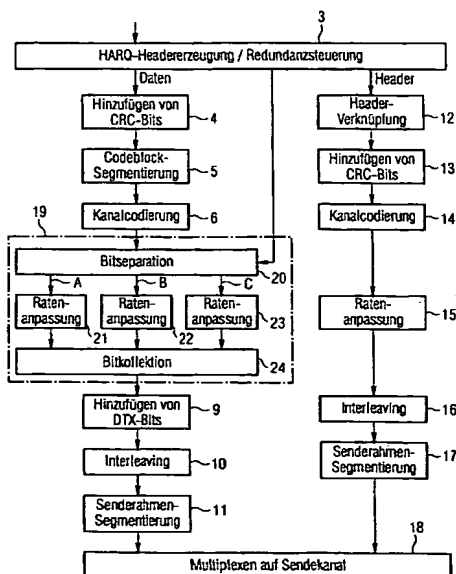 3
HARQ-Headererzeugung / Redundanzsteuerung
Daten
Header
Hinzufügen von
CRC-Bits
4
Header-
Verknüpfung
12
Codeblock-
Segmentierung
5
Hinzufügen von
CRC-Bits
13
Kanalcodierung
6
Kanalcodierung
14
19
Bitseparation
20
A
B
C
Raten-
anpassung
21
Raten-
anpassung
22
Raten-
anpassung
23
Raten-
anpassung
15
Bitkollektion
24
Hinzufügen von
DTX-Bits
9
Interleaving
16
Interleaving
10
Senderahmen-
Segmentierung
17
Senderahmen-
Segmentierung
11
18
Multiplexen auf Sendekanal